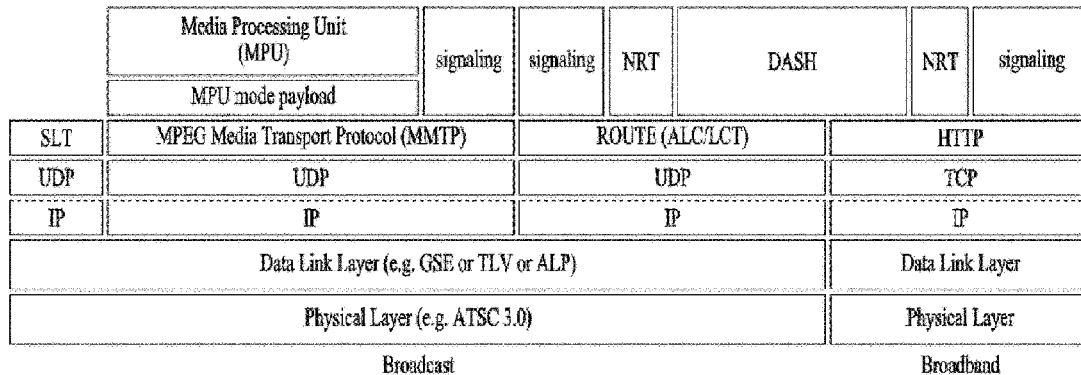 Media Processing Unit
(MPU)
signaling
signaling
NRT
DASH
NRT
signaling
MPU mode payload
SLT
MPEG Media Transport Protocol (MMTP)
ROUTE (ALC/LCT)
HTTP
UDP
UDP
UDP
TCP
IP
IP
IP
IP
Data Link Layer (e.g. GSE or TLV or ALP)
Data Link Layer
Physical Layer (e.g. ATSC 3.0)
Physical Layer
Broadcast
Broadband